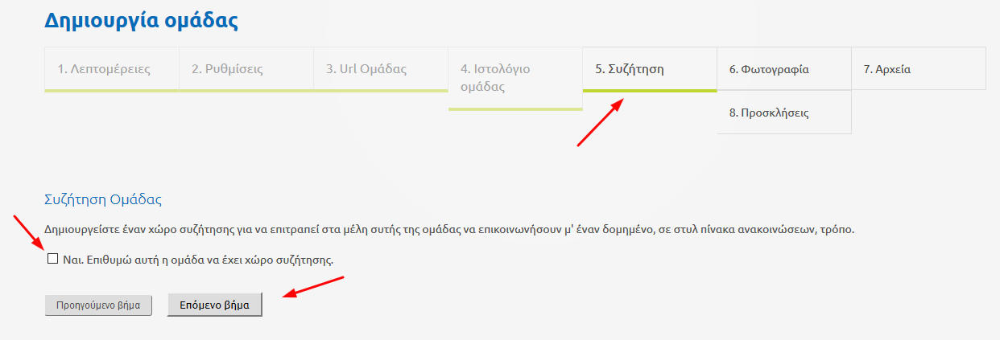 Δημιουργία ομάδας
1. Λεπτομέρειες
2. Ρυθμίσεις
3. Url Ομάδας
4. Ιστολόγιο
ομάδας
5. Συζήτηση
6. Φωτογραφία
7. Αρχεία
8. Προσκλήσεις
Συζήτηση Ομάδας
Δημιουργείστε έναν χώρο συζήτησης για να επιτραπεί στα μέλη συτής της ομάδας να επικοινωνήσουν μ' έναν δομημένο, σε στυλ πίνακα ανακοινώσεων, τρόπο.
Ναι. Επιθυμώ αυτή η ομάδα να έχει χώρο συζήτησης.
Προηγούμενο βήμα
Επόμενο βήμα